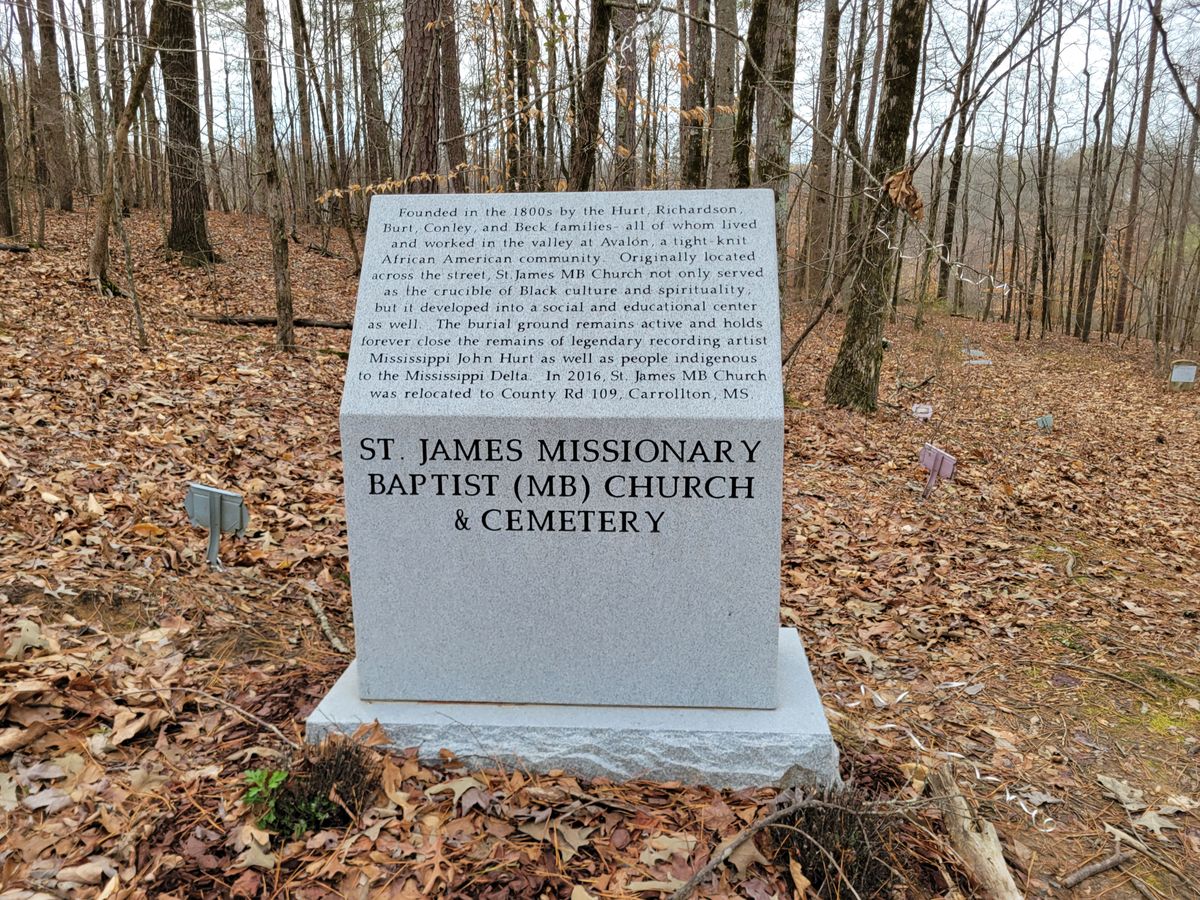 Founded in the 1800s by the Hurt, Richardson,
Burt, Conley, and Beck families- all of whom lived
and worked in the valley at Avalon, a tight-knit
African American community. Originally located
across the street, St. James MB Church not only served
as the crucible of Black culture and spirituality,
but it developed into a social and educational center
as well. The burial ground remains active and holds
forever close the remains of legendary recording artist
Mississippi John Hurt as well as people indigenous
to the Mississippi Delta. In 2016, St. James MB Church
was relocated to County Rd 109, Carrollton, MS.
ST. JAMES MISSIONARY
BAPTIST (MB) CHURCH
& CEMETERY